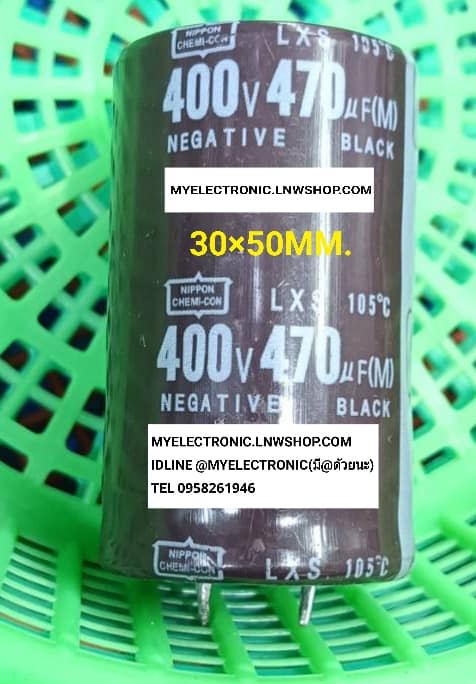 NIPPON
CHEMI-CON
LXS 105°C
400V 470μF(M)
NEGATIVE BLACK
MYELECTRONIC.LNWSHOP.COM
30×50MM.
NIPPON
CHEMI-CON
LXS 105°C
400V 470μF(M)
NEGATIVE BLACK
MYELECTRONIC.LNWSHOP.COM
IDLINE @MYELECTRONIC(มี@ด้วยนะ)
TEL 0958261946
NIPPON
CHEMI-CON
LXS 105°C